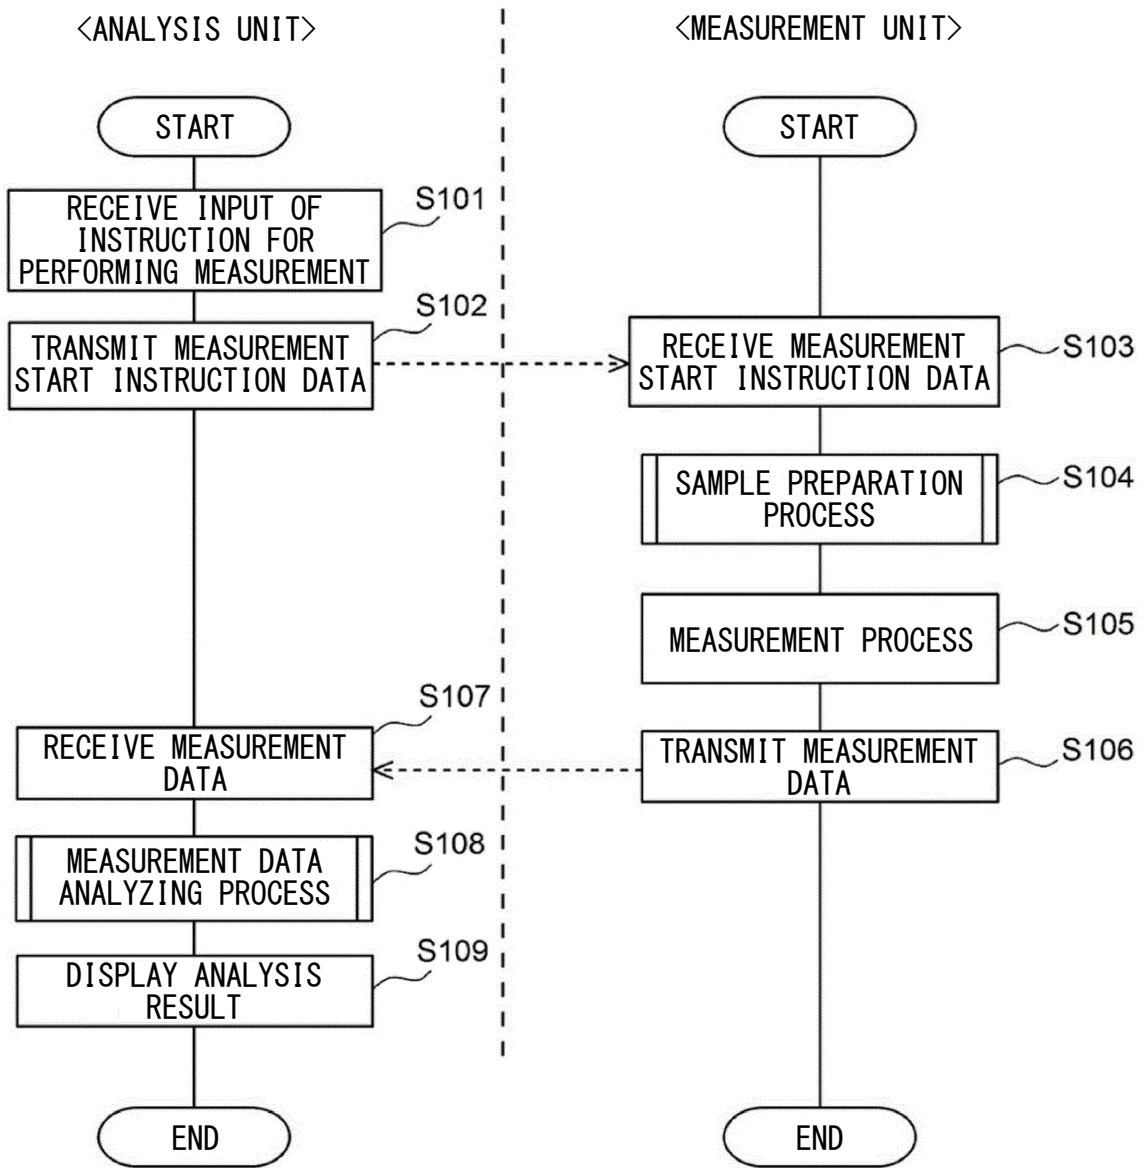 <ANALYSIS UNIT>
<MEASUREMENT UNIT>
START
START
RECEIVE INPUT OF
INSTRUCTION FOR
PERFORMING MEASUREMENT
S101
TRANSMIT MEASUREMENT
START INSTRUCTION DATA
S102
RECEIVE MEASUREMENT
START INSTRUCTION DATA
S103
SAMPLE PREPARATION
PROCESS
S104
MEASUREMENT PROCESS
S105
TRANSMIT MEASUREMENT
DATA
S106
RECEIVE MEASUREMENT
DATA
S107
MEASUREMENT DATA
ANALYZING PROCESS
S108
DISPLAY ANALYSIS
RESULT
S109
END
END